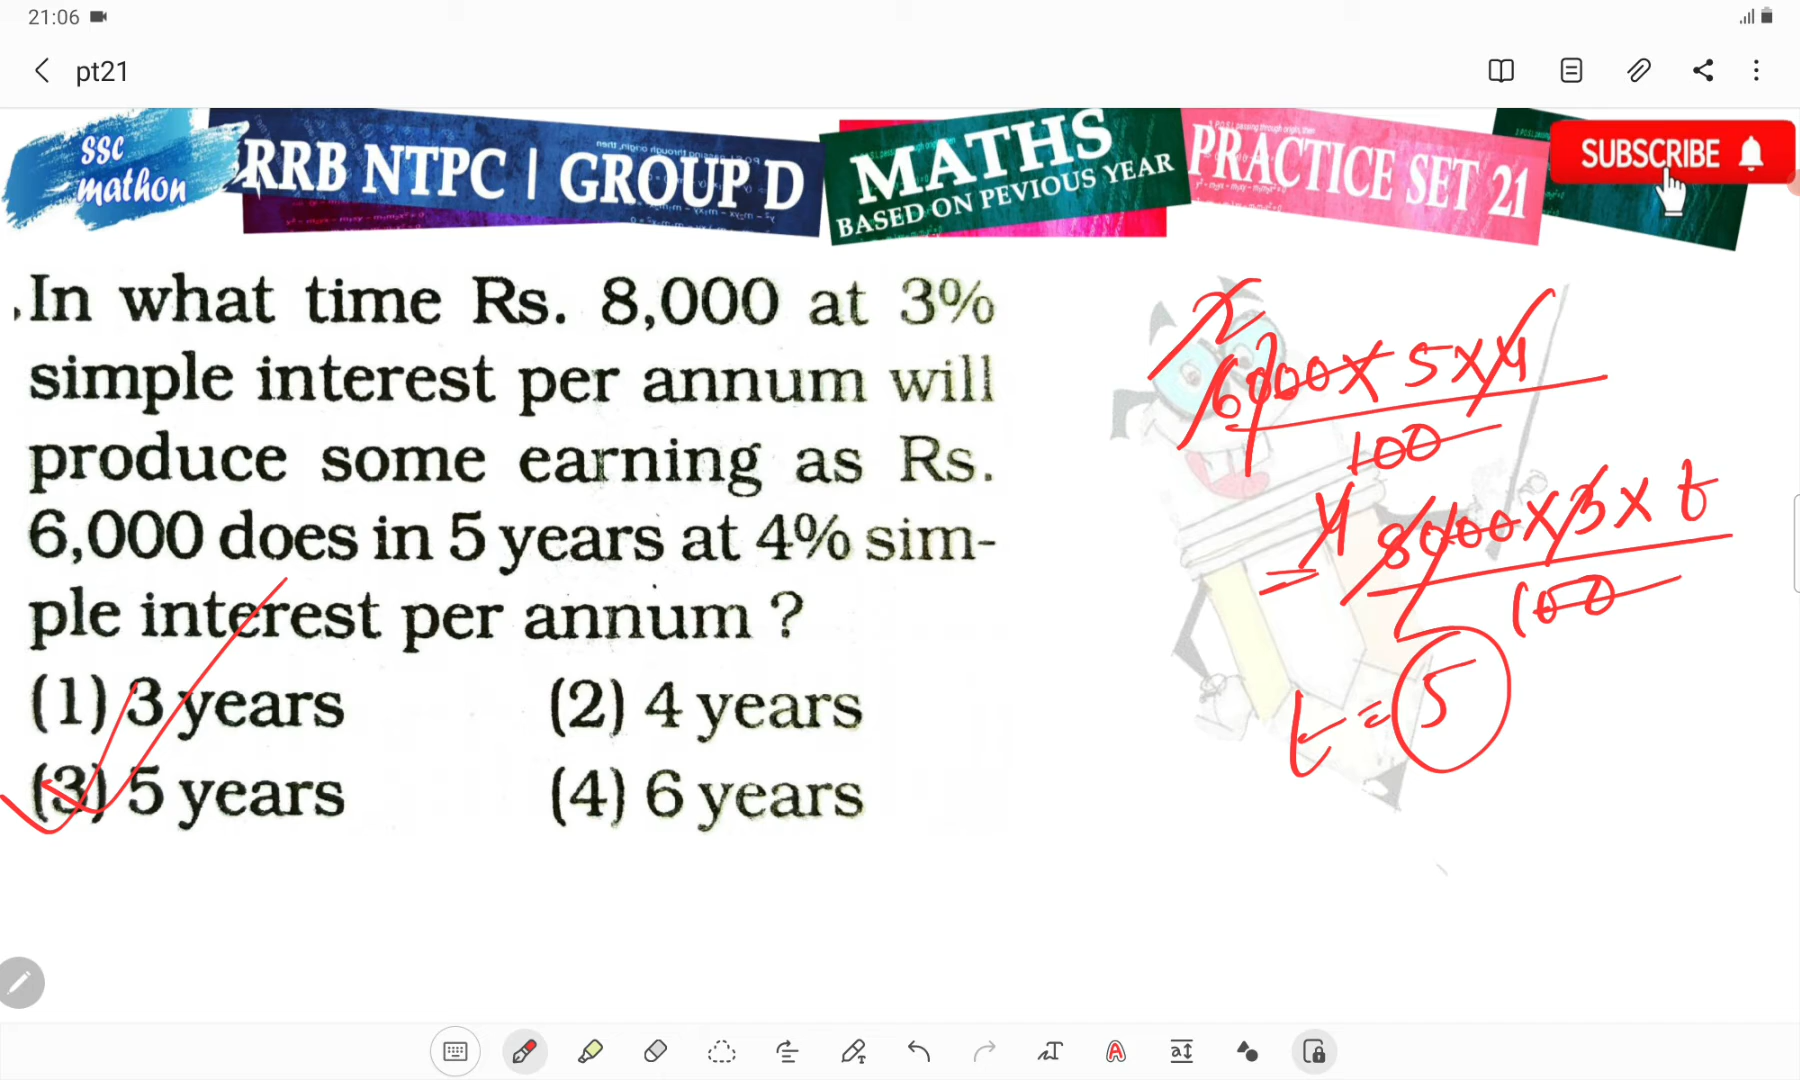 21:06
pt21
SSC
mathon
RRB NTPC | GROUP D
MATHS
BASED ON PEVIOUS YEAR
PRACTICE SET 21
SUBSCRIBE
In what time Rs. 8,000 at 3%
simple interest per annum will
produce some earning as Rs.
6,000 does in 5 years at 4% sim-
ple interest per annum ?
(1) 3 years (2) 4 years
(3) 5 years (4) 6 years
2
6000 x 5 x 4
100
= 4 8000 x 3 x t
100
t = 5